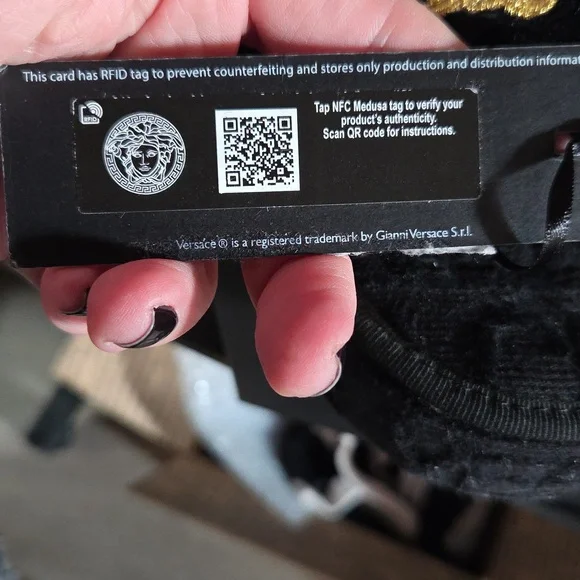 This card has RFID tag to prevent counterfeiting and stores only production and distribution informat
RFID
Tap NFC Medusa tag to verify your
product's authenticity.
Scan QR code for instructions.
Versace ® is a registered trademark by Gianni Versace S.r.l.